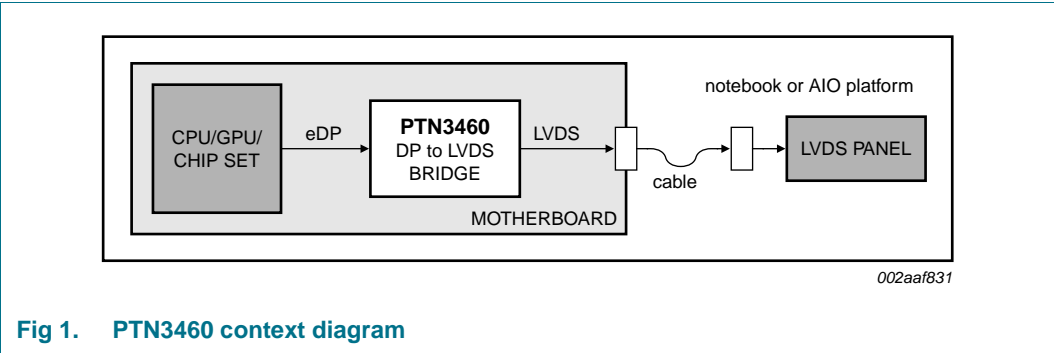 notebook or AIO platform
CPU/GPU/
CHIP SET
eDP
PTN3460
DP to LVDS
BRIDGE
LVDS
cable
LVDS PANEL
MOTHERBOARD
002aaf831
Fig 1. PTN3460 context diagram